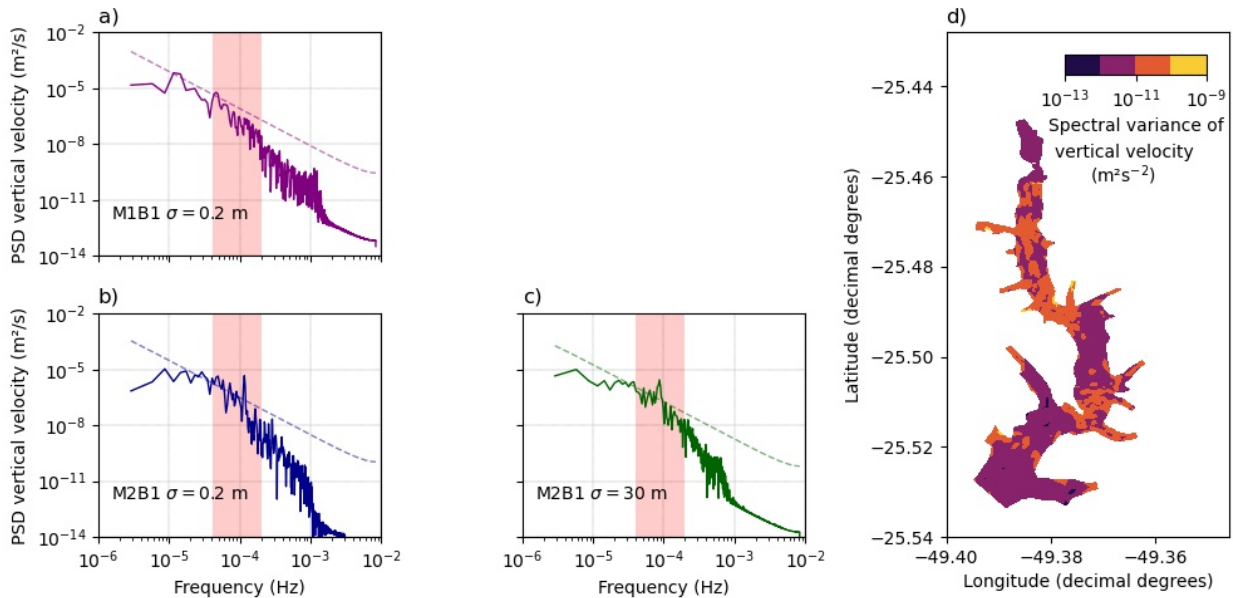 a)
PSD vertical velocity (m²/s)
10⁻²
10⁻⁵
10⁻⁸
10⁻¹¹
10⁻¹⁴
M1B1 σ = 0.2 m
b)
PSD vertical velocity (m²/s)
10⁻²
10⁻⁵
10⁻⁸
10⁻¹¹
10⁻¹⁴
M2B1 σ = 0.2 m
10⁻⁶ 10⁻⁵ 10⁻⁴ 10⁻³ 10⁻²
Frequency (Hz)
c)
M2B1 σ = 30 m
10⁻⁶ 10⁻⁵ 10⁻⁴ 10⁻³ 10⁻²
Frequency (Hz)
d)
10⁻¹³ 10⁻¹¹ 10⁻⁹
Spectral variance of
vertical velocity
(m²s⁻²)
Latitude (decimal degrees)
−25.44
−25.46
−25.48
−25.50
−25.52
−25.54
−49.40 −49.38 −49.36
Longitude (decimal degrees)